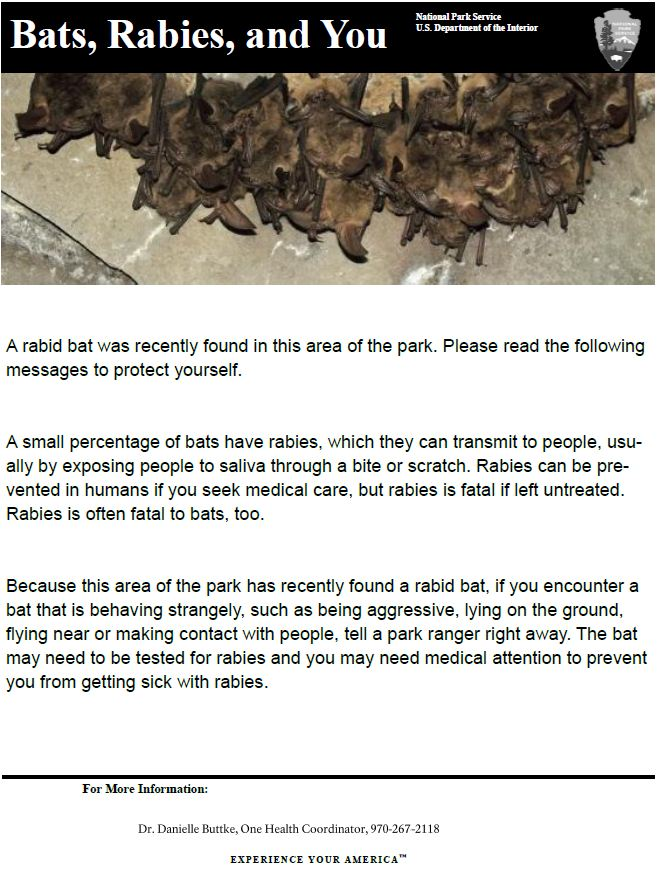 Bats, Rabies, and You
National Park Service
U.S. Department of the Interior
NATIONAL
PARK
SERVICE
A rabid bat was recently found in this area of the park. Please read the following
messages to protect yourself.
A small percentage of bats have rabies, which they can transmit to people, usu-
ally by exposing people to saliva through a bite or scratch. Rabies can be pre-
vented in humans if you seek medical care, but rabies is fatal if left untreated.
Rabies is often fatal to bats, too.
Because this area of the park has recently found a rabid bat, if you encounter a
bat that is behaving strangely, such as being aggressive, lying on the ground,
flying near or making contact with people, tell a park ranger right away. The bat
may need to be tested for rabies and you may need medical attention to prevent
you from getting sick with rabies.
For More Information:
Dr. Danielle Buttke, One Health Coordinator, 970-267-2118
EXPERIENCE YOUR AMERICA™